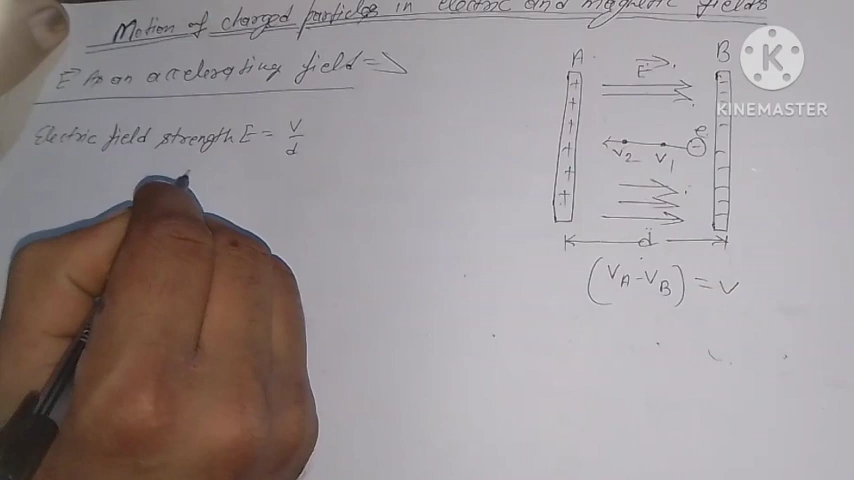 Motion of charged particles in electric and magnetic fields
E As an accelerating field =>
Electric field strength E = V/d
A
B
E
e
-
V2 V1
d
(VA - VB) = V
KINEMASTER